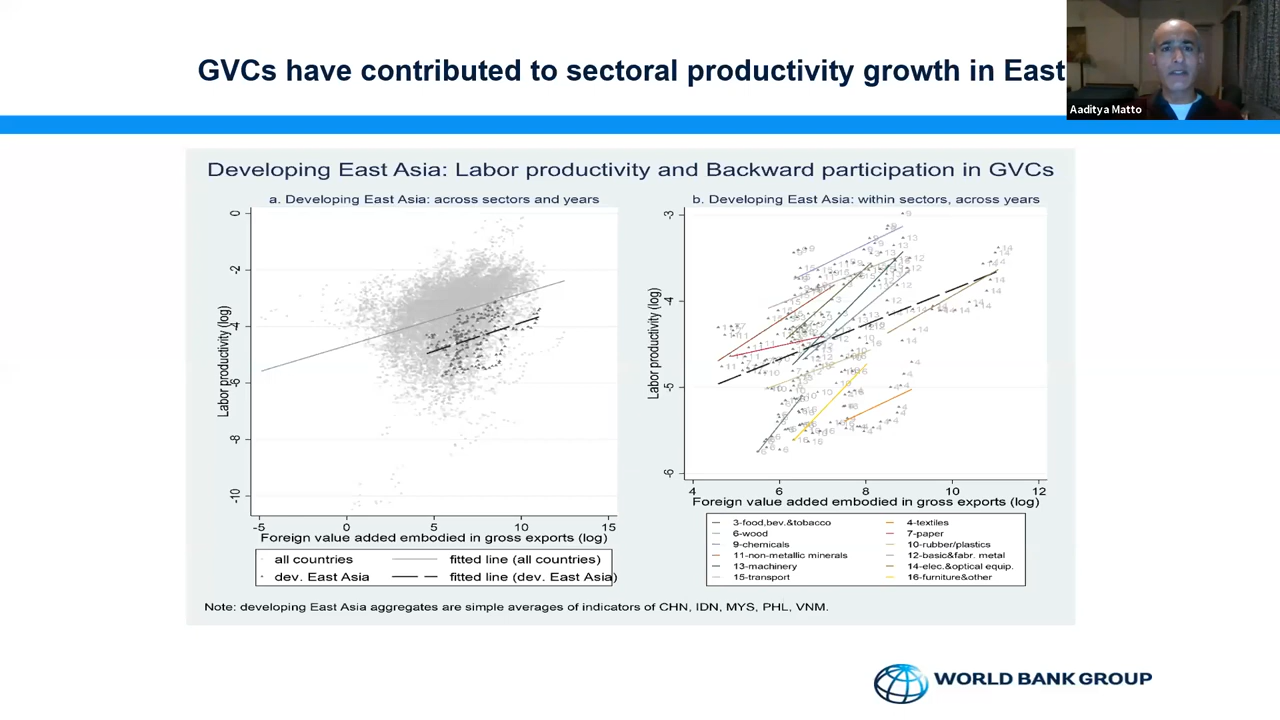 GVCs have contributed to sectoral productivity growth in East
Aaditya Matto
Developing East Asia: Labor productivity and Backward participation in GVCs
a. Developing East Asia: across sectors and years
b. Developing East Asia: within sectors, across years
Labor productivity (log)
0
-2
-4
-6
-8
-10
-5
0
5
10
15
Foreign value added embodied in gross exports (log)
all countries
fitted line (all countries)
dev. East Asia
fitted line (dev. East Asia)
Labor productivity (log)
-3
-4
-5
-6
4
6
8
10
12
Foreign value added embodied in gross exports (log)
3-food,bev.&tobacco
4-textiles
6-wood
7-paper
9-chemicals
10-rubber/plastics
11-non-metallic minerals
12-basic&fabr. metal
13-machinery
14-elec.&optical equip.
15-transport
16-furniture&other
Note: developing East Asia aggregates are simple averages of indicators of CHN, IDN, MYS, PHL, VNM.
WORLD BANK GROUP